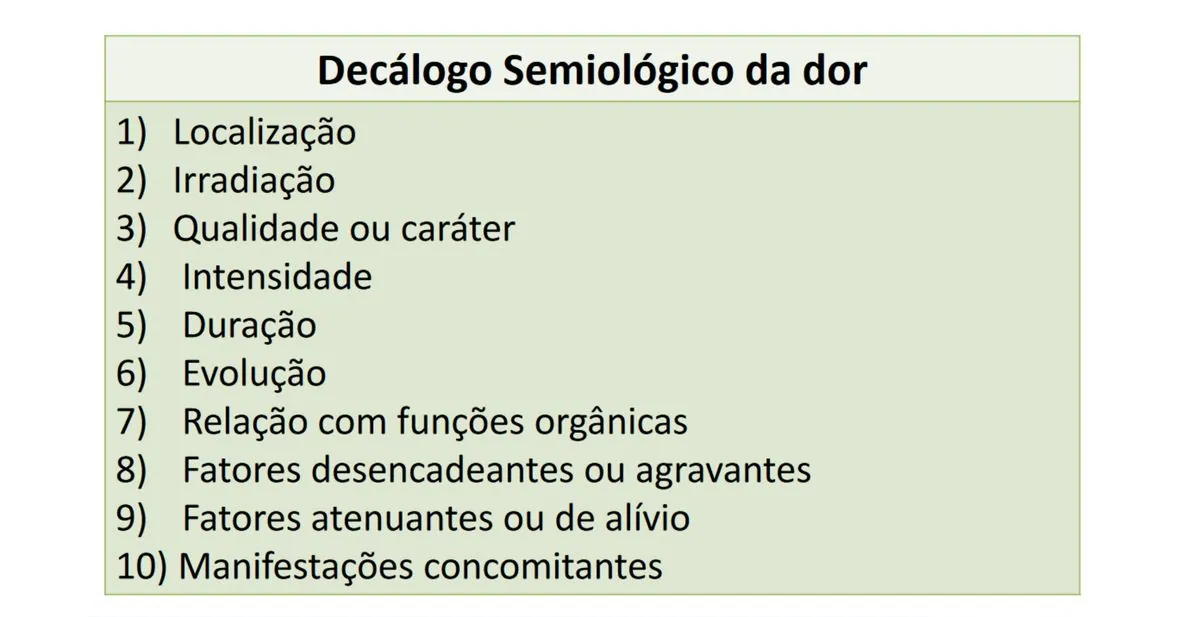 Decálogo Semiológico da dor
1) Localização
2) Irradiação
3) Qualidade ou caráter
4) Intensidade
5) Duração
6) Evolução
7) Relação com funções orgânicas
8) Fatores desencadeantes ou agravantes
9) Fatores atenuantes ou de alívio
10) Manifestações concomitantes